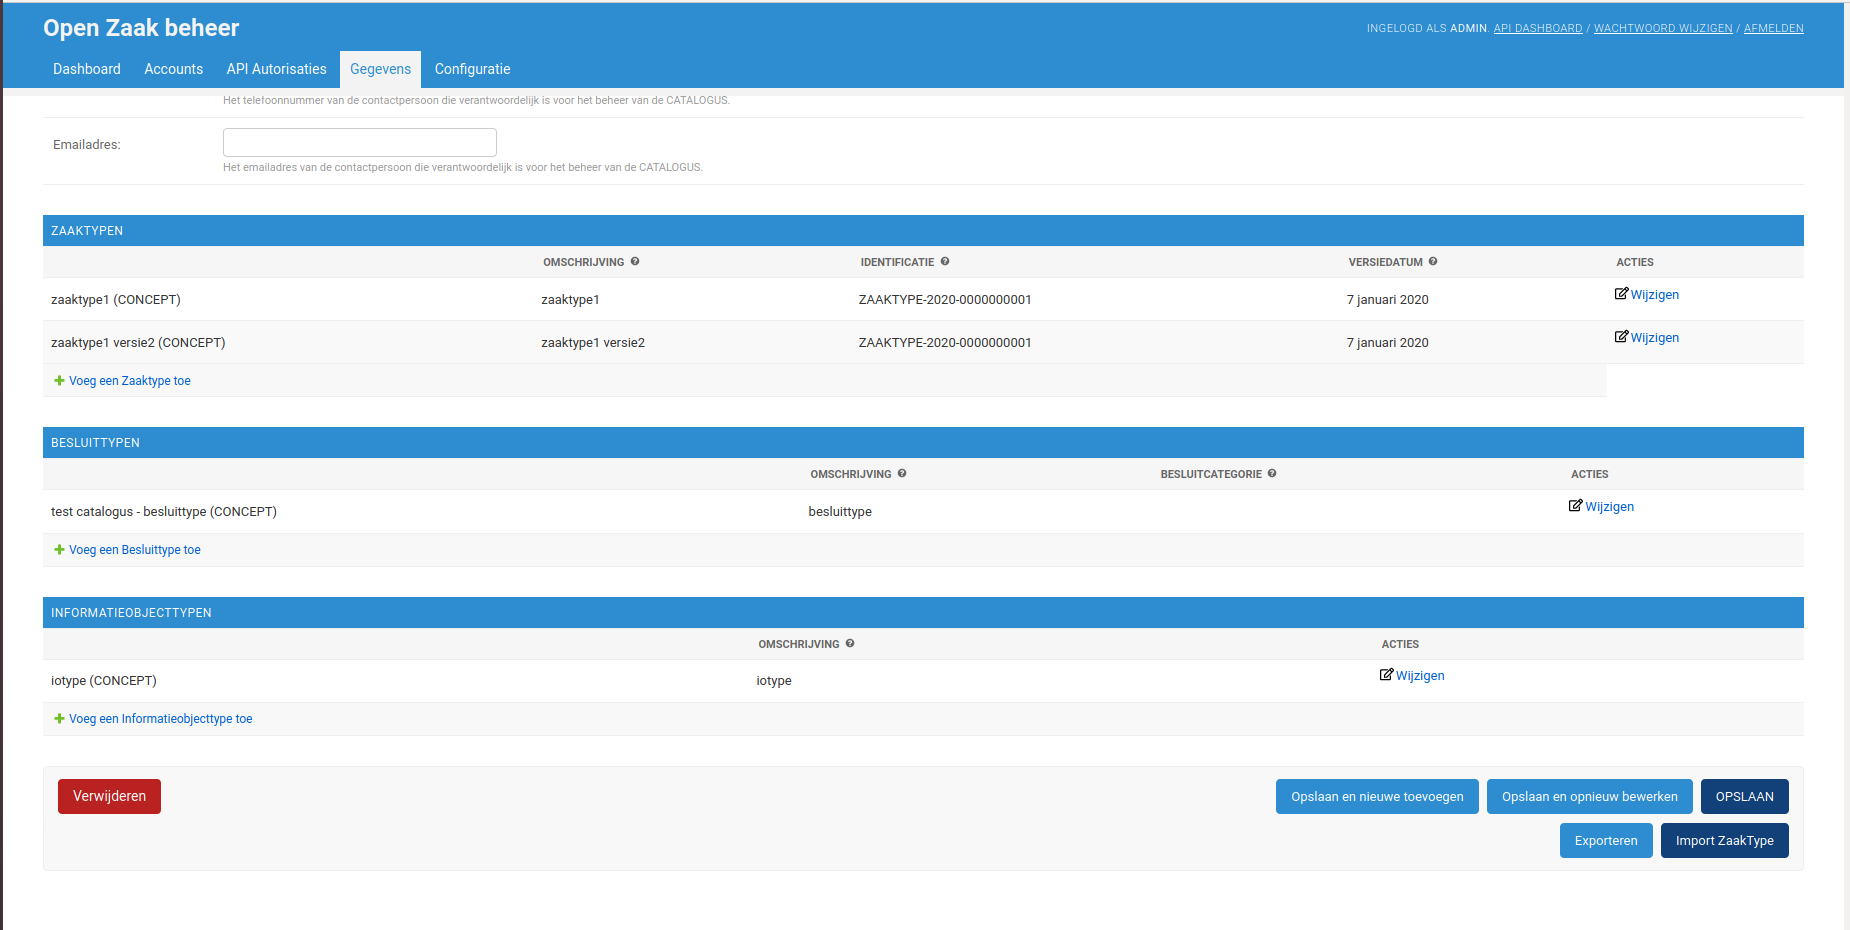 Open Zaak beheer
INGELOGD ALS ADMIN. API DASHBOARD / WACHTWOORD WIJZIGEN / AFMELDEN
Dashboard Accounts API Autorisaties Gegevens Configuratie
Het telefoonnummer van de contactpersoon die verantwoordelijk is voor het beheer van de CATALOGUS.
Emailadres:
Het emailadres van de contactpersoon die verantwoordelijk is voor het beheer van de CATALOGUS.
ZAAKTYPEN
OMSCHRIJVING IDENTIFICATIE VERSIEDATUM ACTIES
zaaktype1 (CONCEPT) zaaktype1 ZAAKTYPE-2020-0000000001 7 januari 2020 Wijzigen
zaaktype1 versie2 (CONCEPT) zaaktype1 versie2 ZAAKTYPE-2020-0000000001 7 januari 2020 Wijzigen
Voeg een Zaaktype toe
BESLUITTYPEN
OMSCHRIJVING BESLUITCATEGORIE ACTIES
test catalogus - besluittype (CONCEPT) besluittype Wijzigen
Voeg een Besluittype toe
INFORMATIEOBJECTTYPEN
OMSCHRIJVING ACTIES
iotype (CONCEPT) iotype Wijzigen
Voeg een Informatieobjecttype toe
Verwijderen Opslaan en nieuwe toevoegen Opslaan en opnieuw bewerken OPSLAAN
Exporteren Import ZaakType